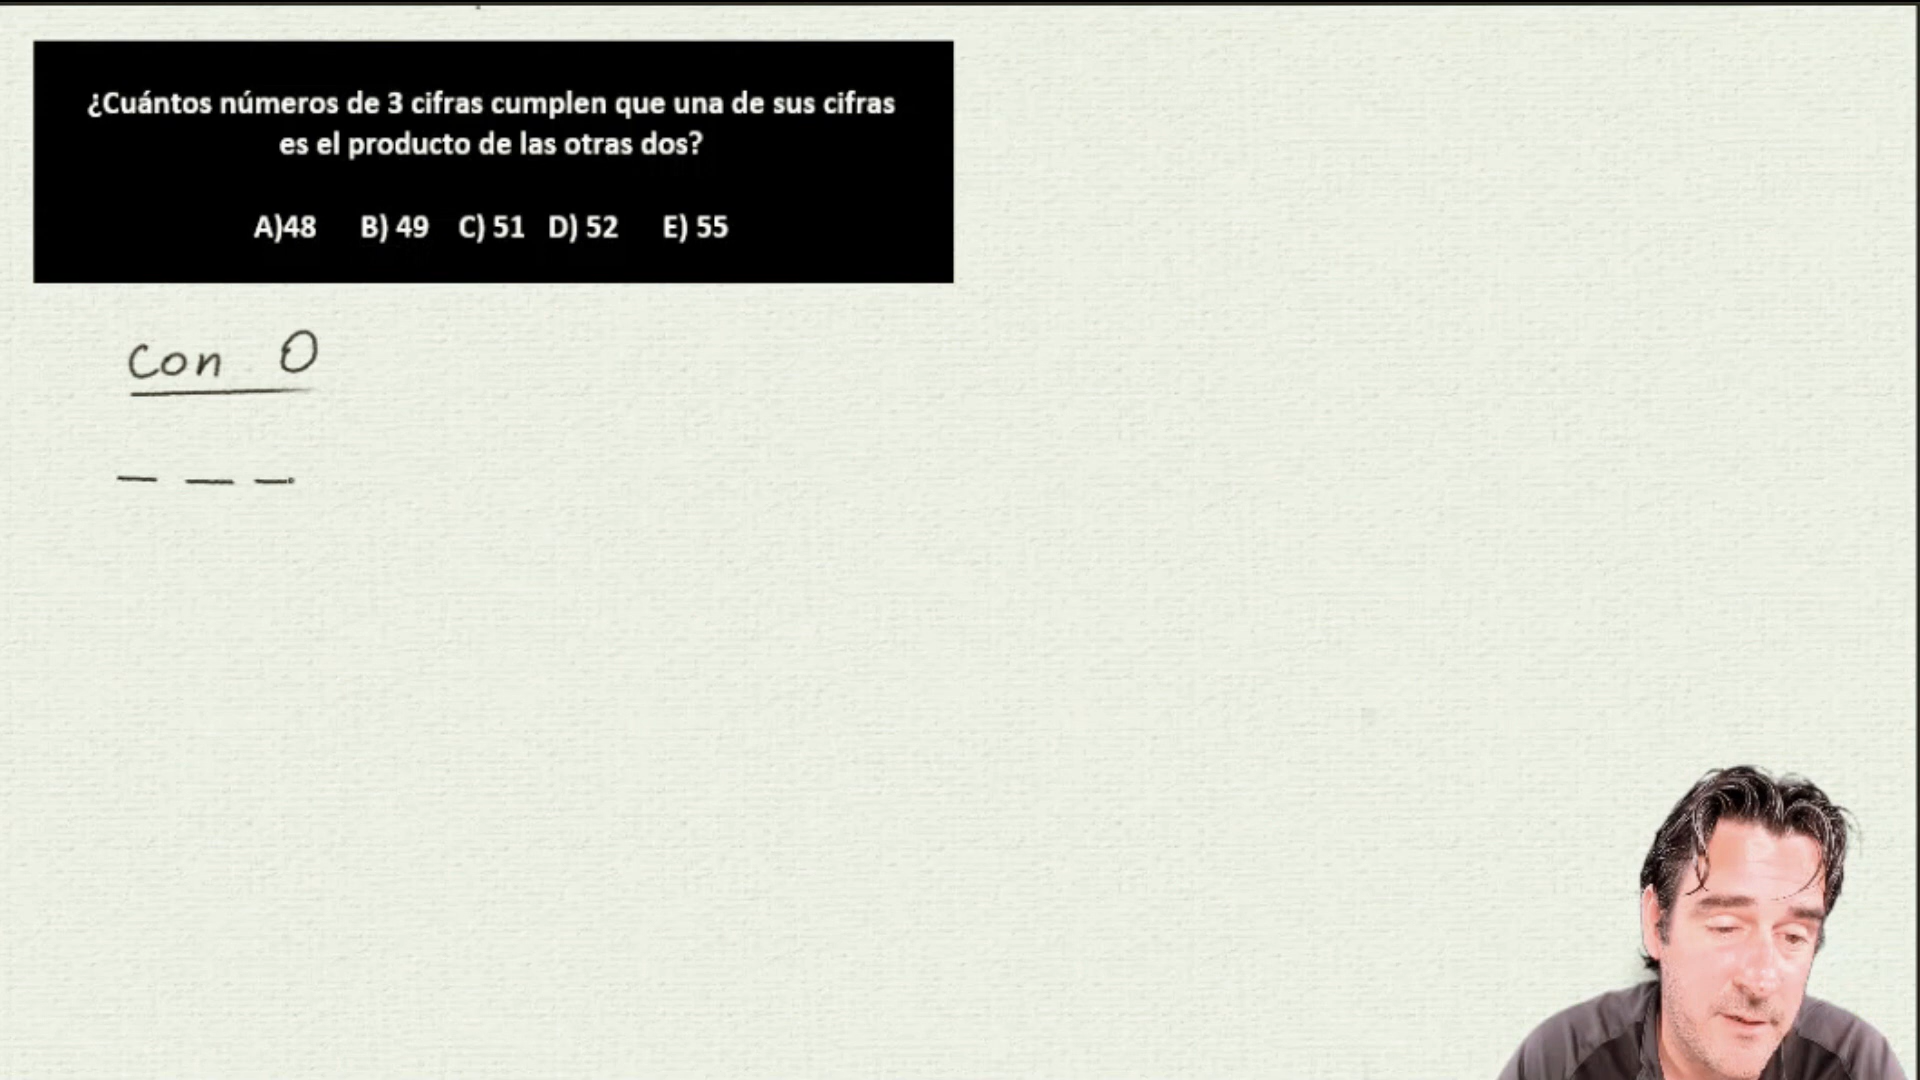 ¿Cuántos números de 3 cifras cumplen que una de sus cifras
es el producto de las otras dos?
A)48 B) 49 C) 51 D) 52 E) 55
Con 0